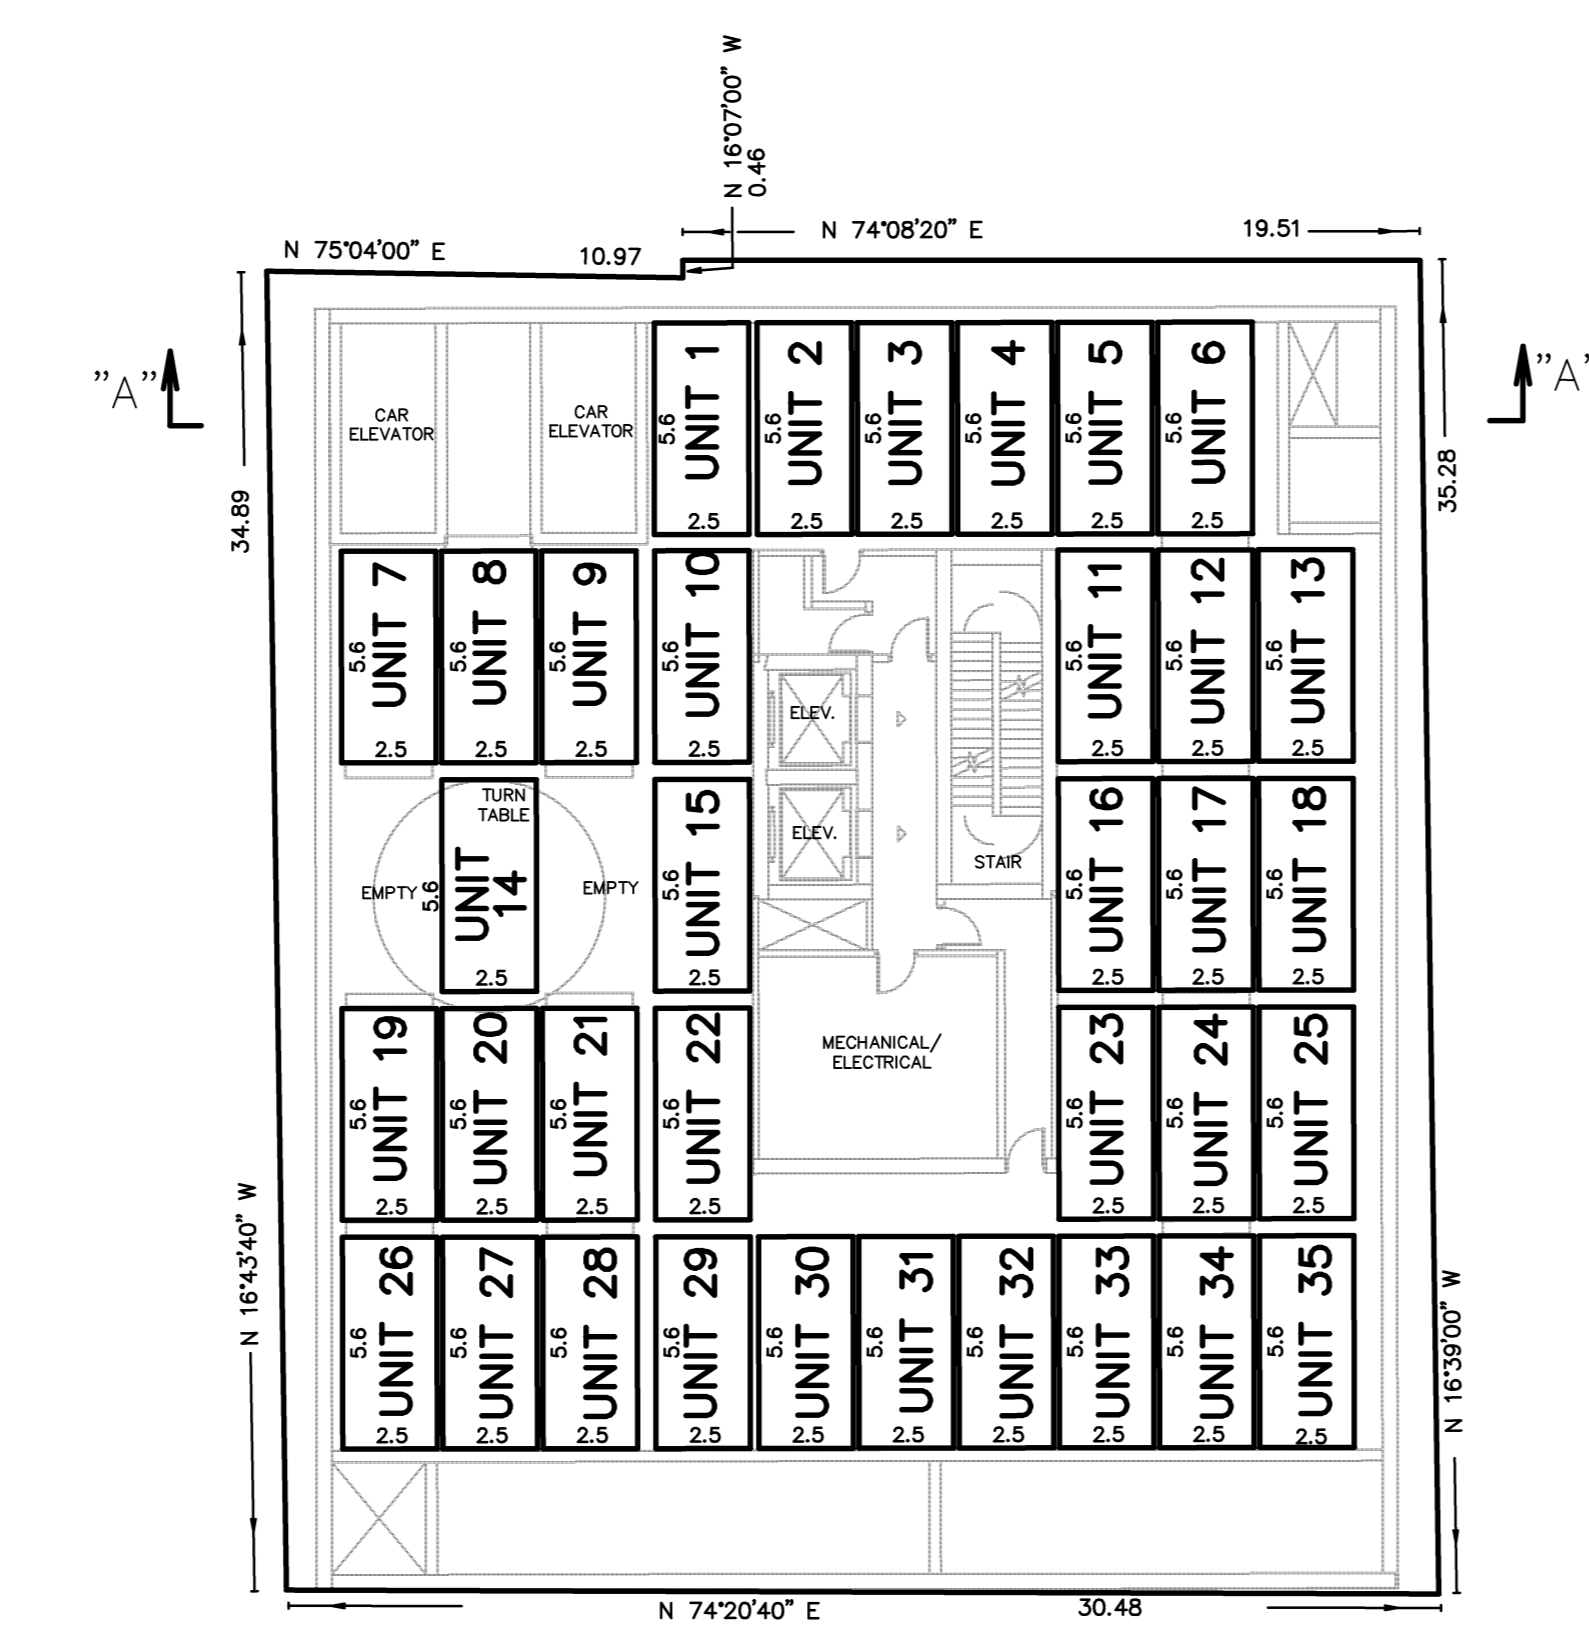 N 16°07'00" W
0.46
N 75°04'00" E
10.97
N 74°08'20" E
19.51
"A"
"A"
34.89
35.28
CAR
ELEVATOR
CAR
ELEVATOR
UNIT 1
5.6
2.5
UNIT 2
5.6
2.5
UNIT 3
5.6
2.5
UNIT 4
5.6
2.5
UNIT 5
5.6
2.5
UNIT 6
5.6
2.5
UNIT 7
5.6
2.5
UNIT 8
5.6
2.5
UNIT 9
5.6
2.5
UNIT 10
5.6
2.5
UNIT 11
5.6
2.5
UNIT 12
5.6
2.5
UNIT 13
5.6
2.5
ELEV.
ELEV.
STAIR
TURN
TABLE
EMPTY
UNIT
14
5.6
2.5
EMPTY
UNIT 15
5.6
2.5
UNIT 16
5.6
2.5
UNIT 17
5.6
2.5
UNIT 18
5.6
2.5
UNIT 19
5.6
2.5
UNIT 20
5.6
2.5
UNIT 21
5.6
2.5
UNIT 22
5.6
2.5
MECHANICAL/
ELECTRICAL
UNIT 23
5.6
2.5
UNIT 24
5.6
2.5
UNIT 25
5.6
2.5
UNIT 26
5.6
2.5
UNIT 27
5.6
2.5
UNIT 28
5.6
2.5
UNIT 29
5.6
2.5
UNIT 30
5.6
2.5
UNIT 31
5.6
2.5
UNIT 32
5.6
2.5
UNIT 33
5.6
2.5
UNIT 34
5.6
2.5
UNIT 35
5.6
2.5
N 16°43'40" W
N 16°39'00" W
N 74°20'40" E
30.48